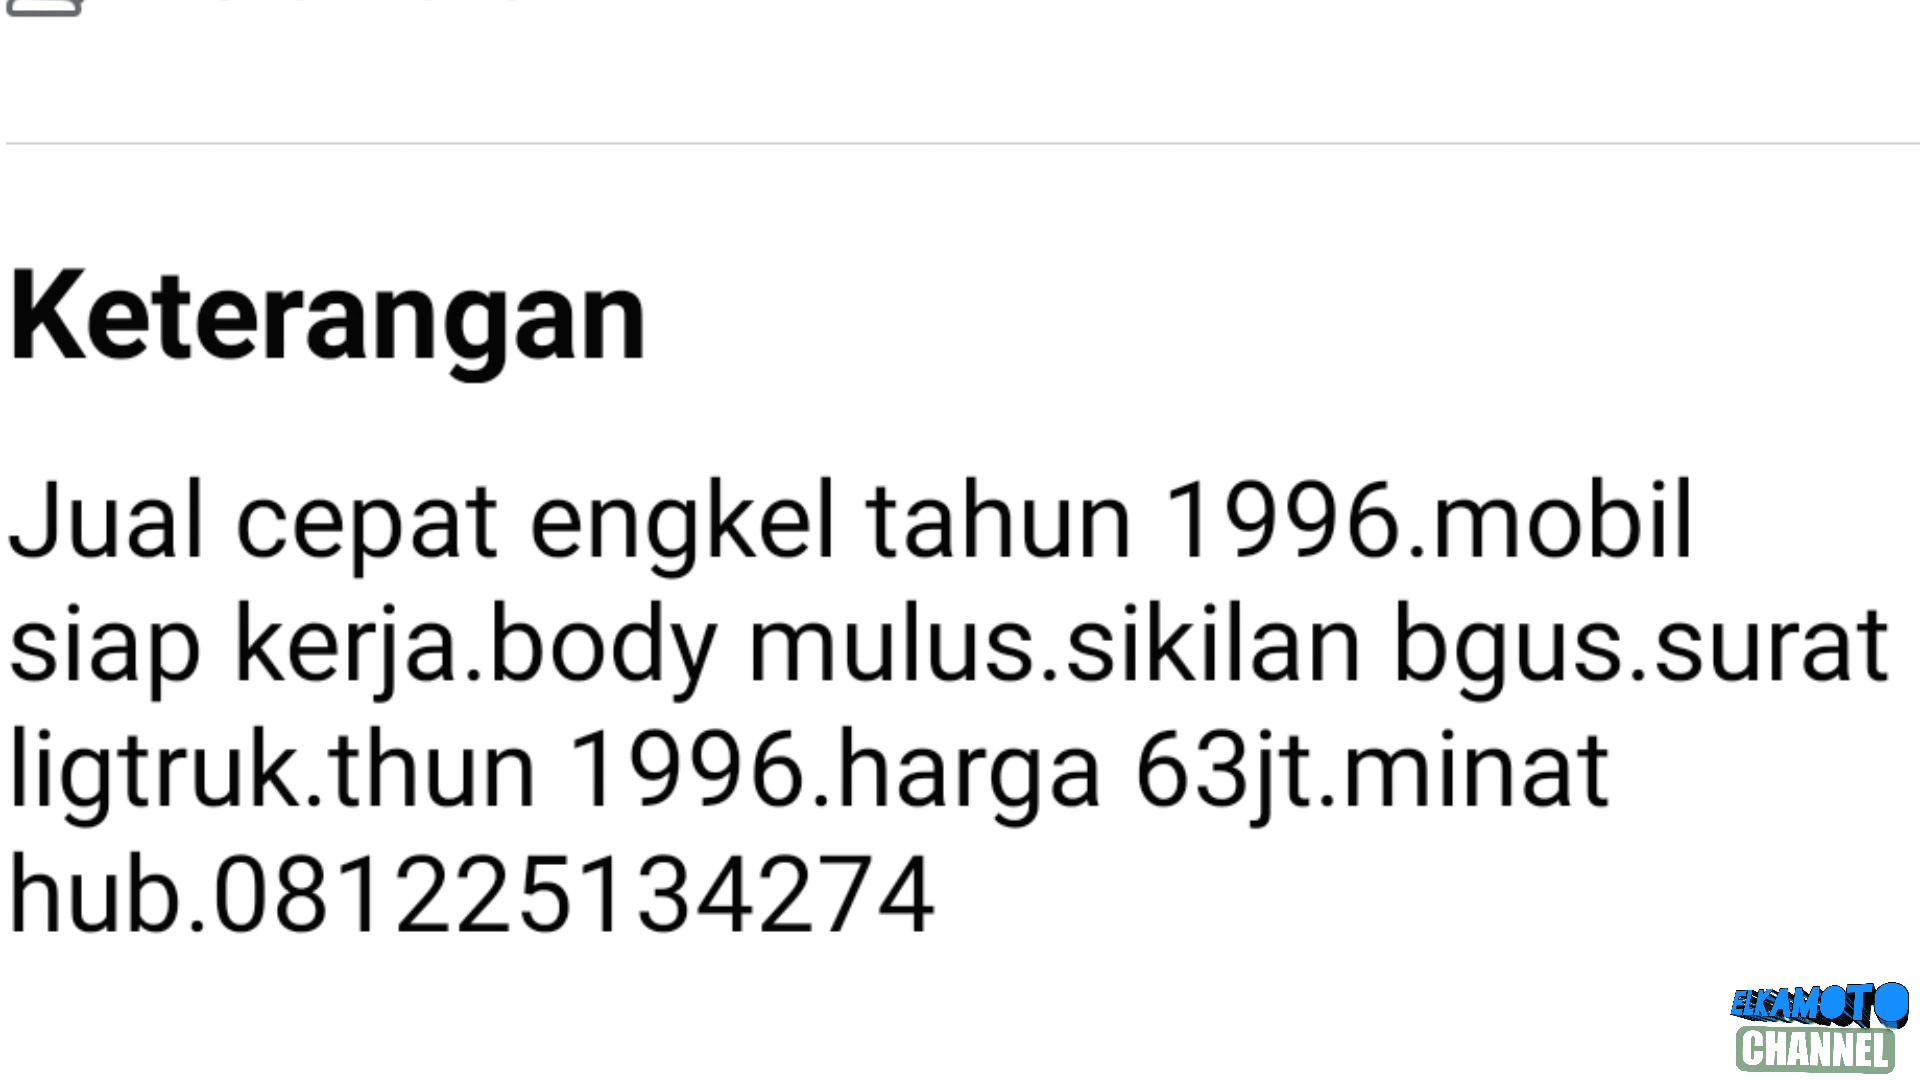 Keterangan
Jual cepat engkel tahun 1996.mobil
siap kerja.body mulus.sikilan bgus.surat
ligtruk.thun 1996.harga 63jt.minat
hub.081225134274
ELKAMOTO
CHANNEL